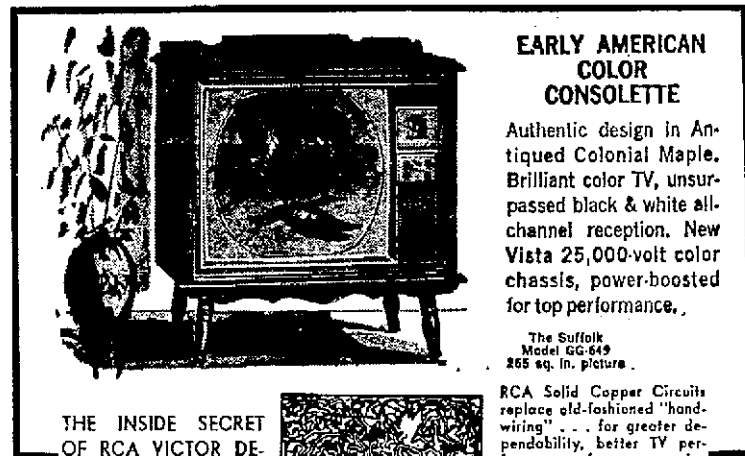 EARLY AMERICAN
COLOR
CONSOLETTE
Authentic design in An-
tiqued Colonial Maple.
Brilliant color TV, unsur-
passed black & white all-
channel reception. New
Vista 25,000-volt color
chassis, power-boosted
for top performance.
The Suffolk
Model GG-649
265 sq. in. picture
THE INSIDE SECRET
OF RCA VICTOR DE-
RCA Solid Copper Circuits
replace old-fashioned "hand-
wiring" . . . for greater de-
pendability, better TV per-